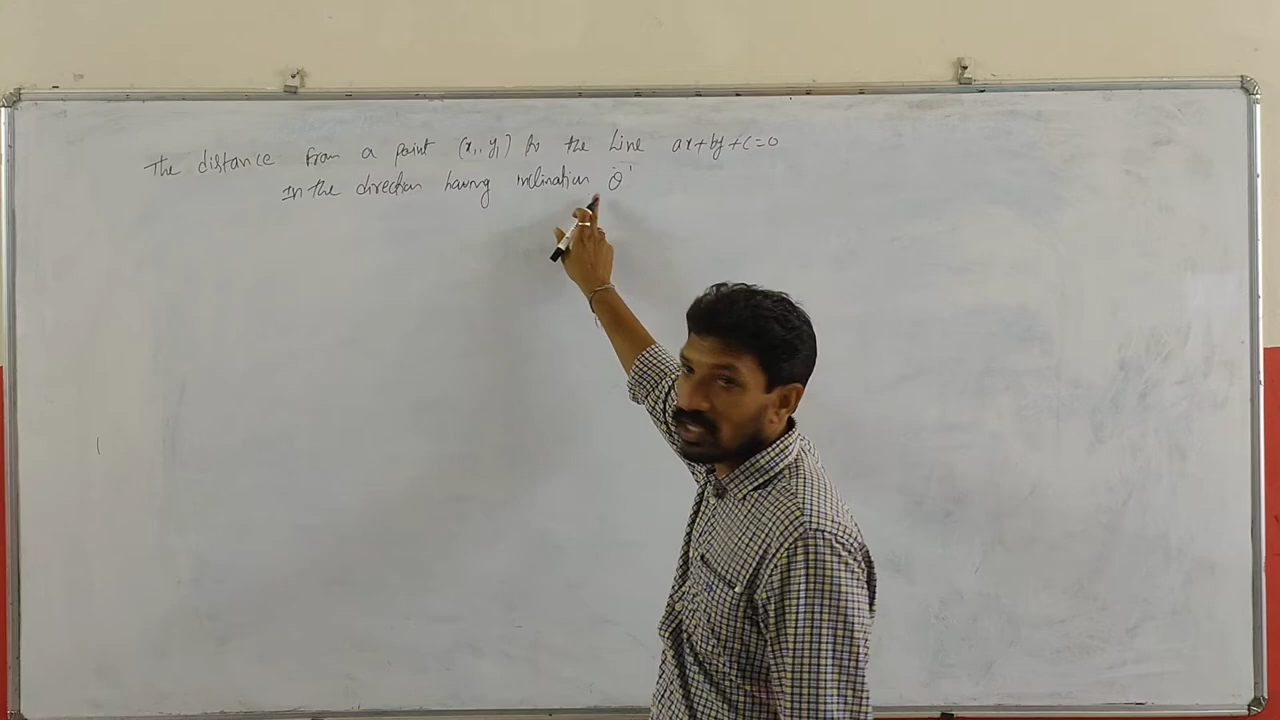 The distance from a point (x₁, y₁) to the Line ax+by+c=0
In the direction having inclination 'θ'